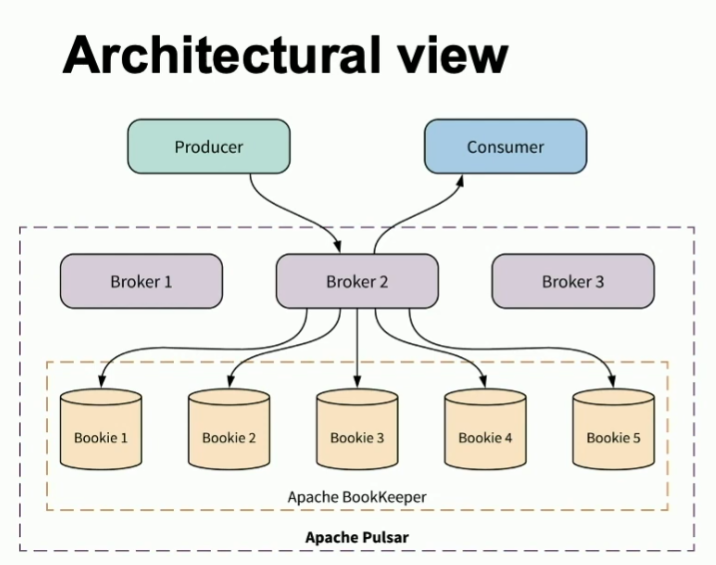 Architectural view
Producer
Consumer
Broker 1
Broker 2
Broker 3
Bookie 1
Bookie 2
Bookie 3
Bookie 4
Bookie 5
Apache BookKeeper
Apache Pulsar